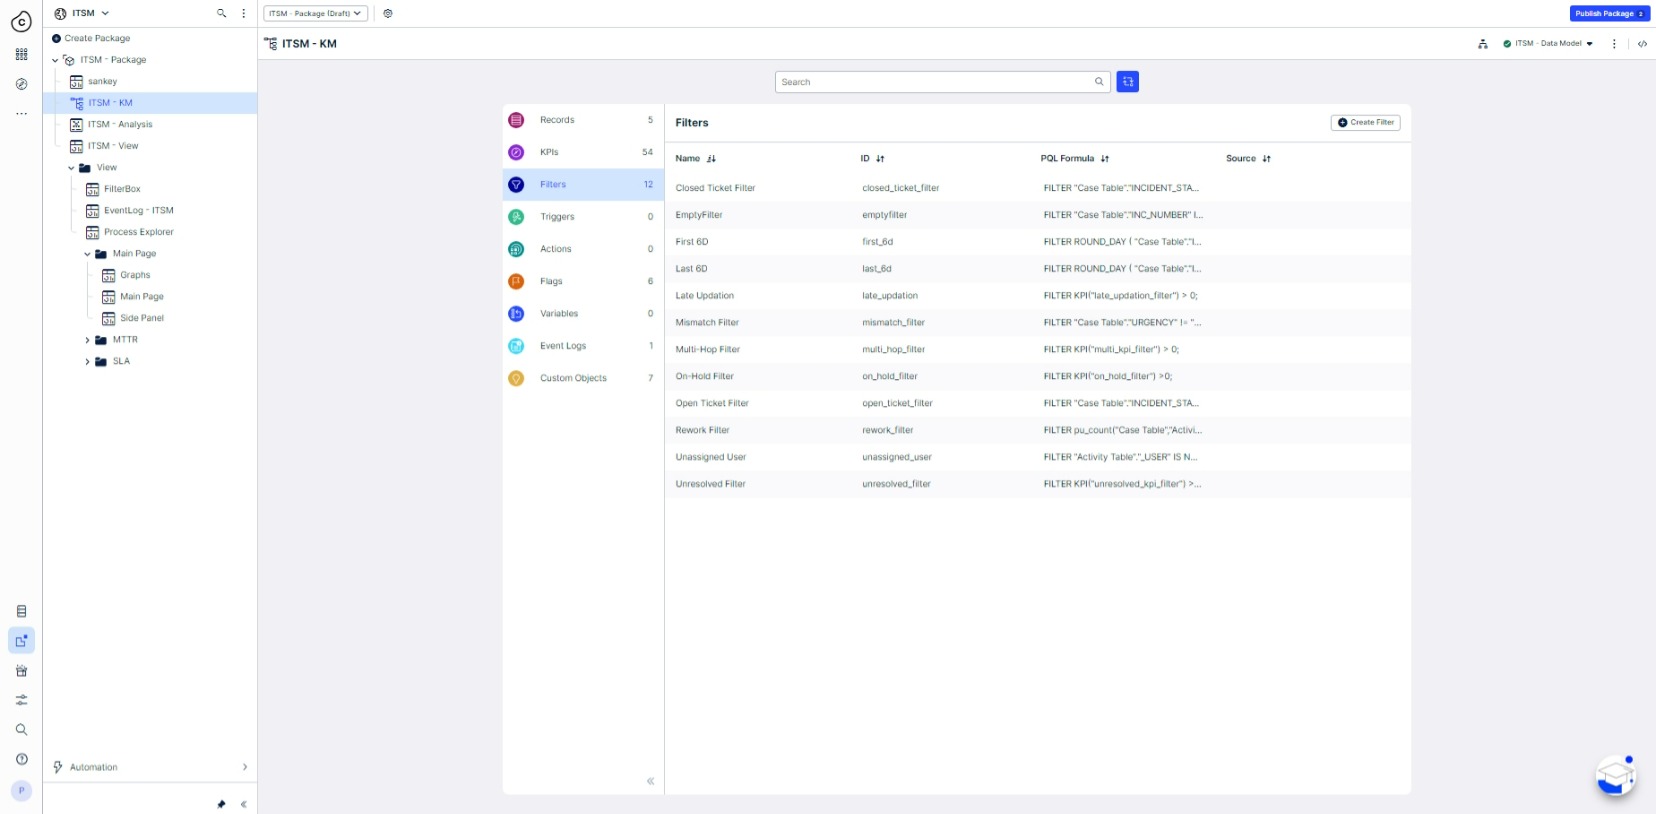 ITSM
ITSM - Package (Draft)
Publish Package 2
Create Package
ITSM - Package
sankey
ITSM - KM
ITSM - Analysis
ITSM - View
View
FilterBox
EventLog - ITSM
Process Explorer
Main Page
Graphs
Main Page
Side Panel
MTTR
SLA
Automation
P
ITSM - KM
ITSM - Data Model
Search
Records 5
KPIs 54
Filters 12
Triggers 0
Actions 0
Flags 6
Variables 0
Event Logs 1
Custom Objects 7
Filters
Create Filter
Name ID PQL Formula Source
Closed Ticket Filter closed_ticket_filter FILTER "Case Table"."INCIDENT_STA...
EmptyFilter emptyfilter FILTER "Case Table"."INC_NUMBER" I...
First 6D first_6d FILTER ROUND_DAY ( "Case Table"."I...
Last 6D last_6d FILTER ROUND_DAY ( "Case Table"."I...
Late Updation late_updation FILTER KPI("late_updation_filter") > 0;
Mismatch Filter mismatch_filter FILTER "Case Table"."URGENCY" != "...
Multi-Hop Filter multi_hop_filter FILTER KPI("multi_kpi_filter") > 0;
On-Hold Filter on_hold_filter FILTER KPI("on_hold_filter") >0;
Open Ticket Filter open_ticket_filter FILTER "Case Table"."INCIDENT_STA...
Rework Filter rework_filter FILTER pu_count("Case Table","Activi...
Unassigned User unassigned_user FILTER "Activity Table"."_USER" IS N...
Unresolved Filter unresolved_filter FILTER KPI("unresolved_kpi_filter") >...